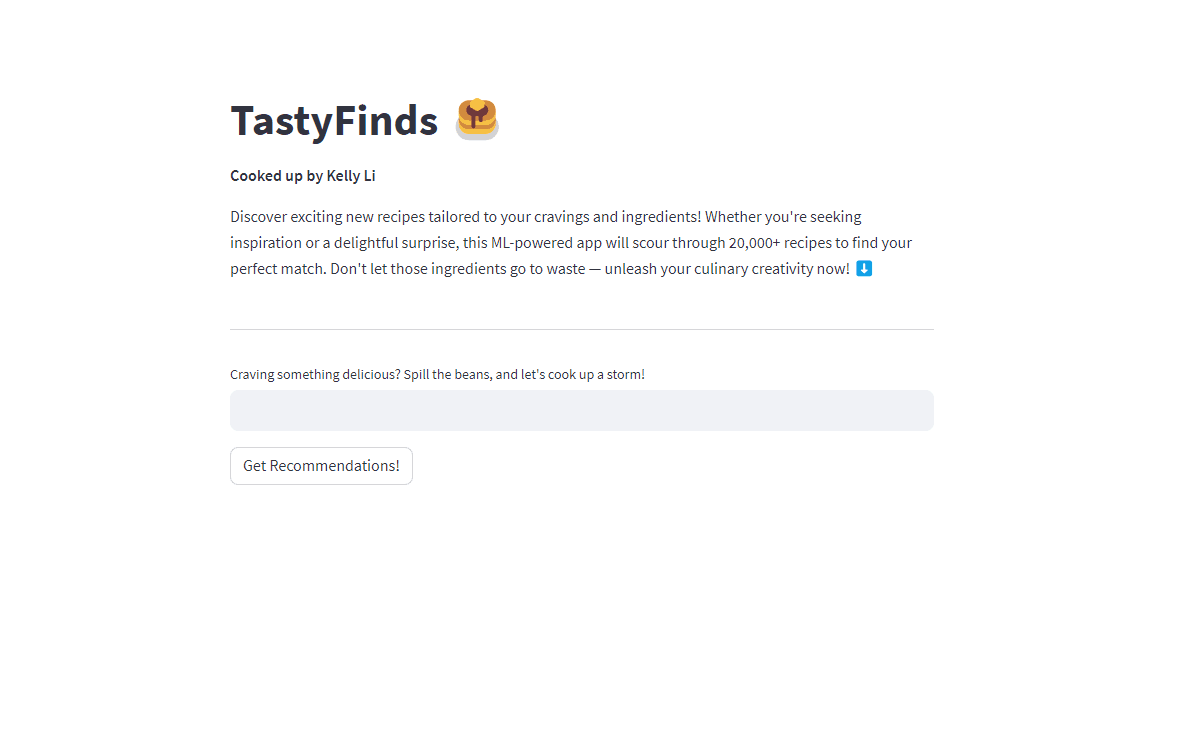 TastyFinds
Cooked up by Kelly Li
Discover exciting new recipes tailored to your cravings and ingredients! Whether you're seeking
inspiration or a delightful surprise, this ML-powered app will scour through 20,000+ recipes to find your
perfect match. Don't let those ingredients go to waste — unleash your culinary creativity now! ⬇️
Craving something delicious? Spill the beans, and let's cook up a storm!
Get Recommendations!